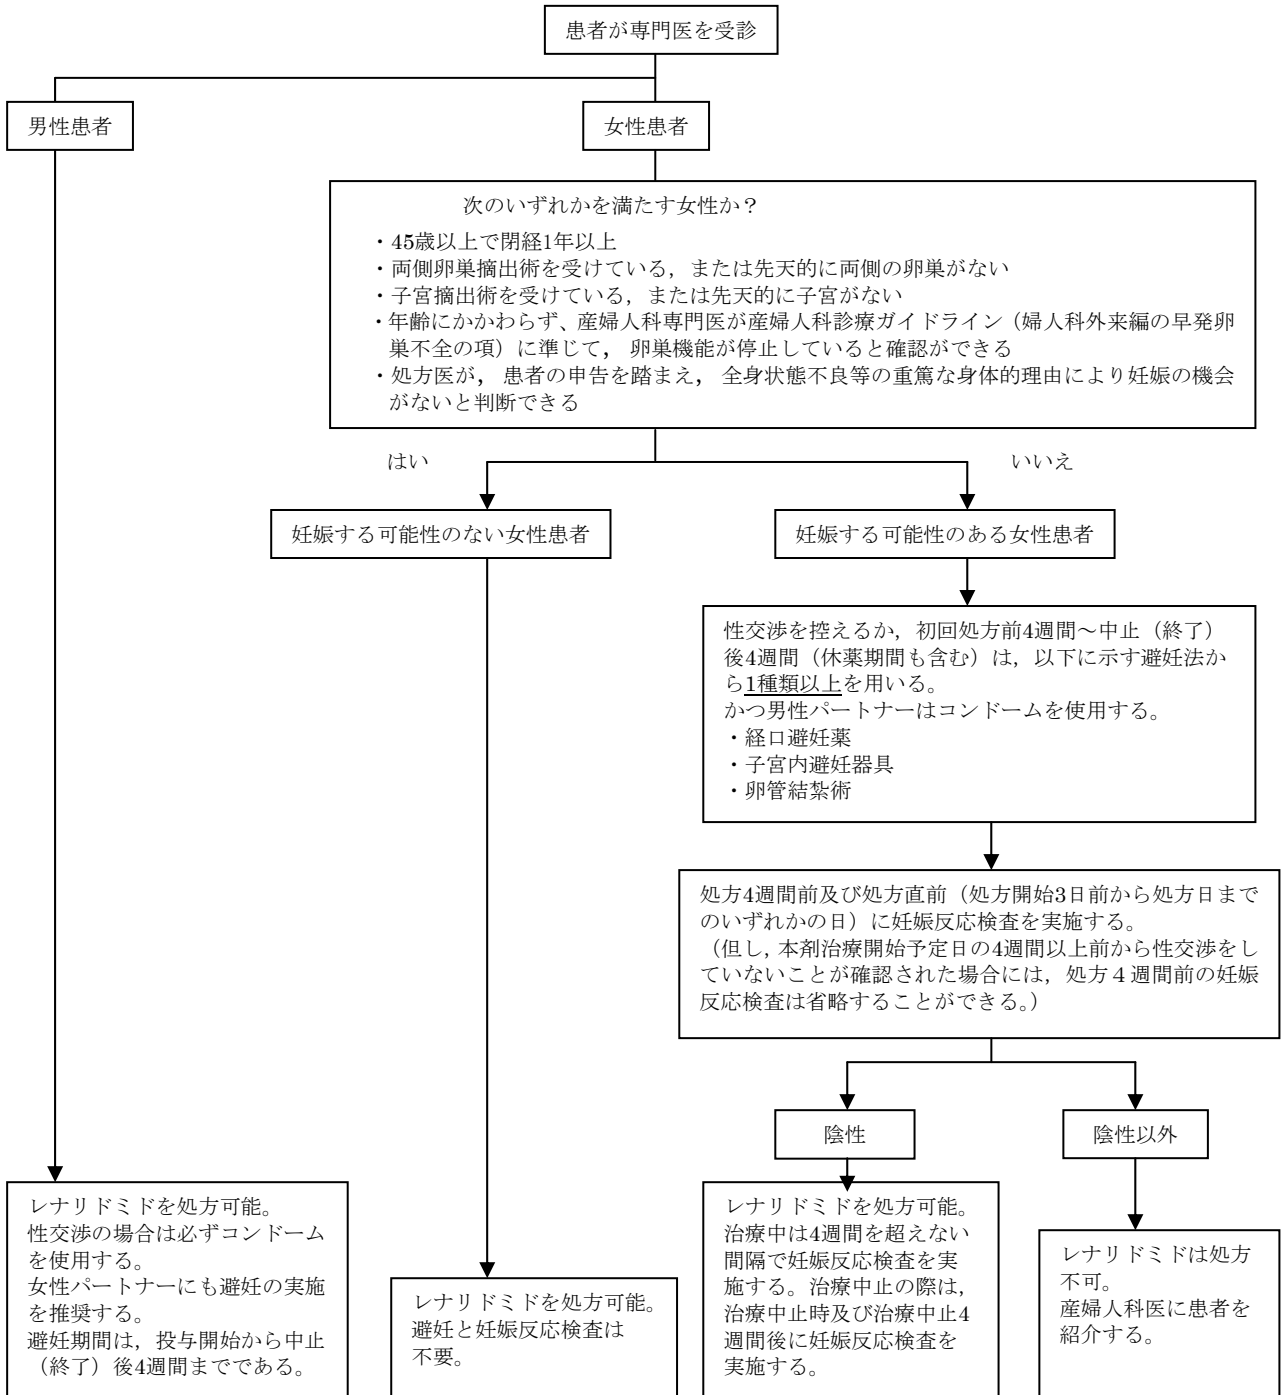 患者が専門医を受診
男性患者
女性患者
次のいずれかを満たす女性か？
・45歳以上で閉経1年以上
・両側卵巣摘出術を受けている，または先天的に両側の卵巣がない
・子宮摘出術を受けている，または先天的に子宮がない
・年齢にかかわらず、産婦人科専門医が産婦人科診療ガイドライン（婦人科外来編の早発卵
巣不全の項）に準じて， 卵巣機能が停止していると確認ができる
・処方医が， 患者の申告を踏まえ， 全身状態不良等の重篤な身体的理由により妊娠の機会
がないと判断できる
はい
いいえ
妊娠する可能性のない女性患者
妊娠する可能性のある女性患者
性交渉を控えるか，初回処方前4週間～中止（終了）
後4週間（休薬期間も含む）は，以下に示す避妊法か
ら1種類以上を用いる。
かつ男性パートナーはコンドームを使用する。
・経口避妊薬
・子宮内避妊器具
・卵管結紮術
処方4週間前及び処方直前（処方開始3日前から処方日まで
のいずれかの日）に妊娠反応検査を実施する。
（但し，本剤治療開始予定日の4週間以上前から性交渉をし
ていないことが確認された場合には，処方４週間前の妊娠
反応検査は省略することができる。）
陰性
陰性以外
レナリドミドを処方可能。
性交渉の場合は必ずコンドーム
を使用する。
女性パートナーにも避妊の実施
を推奨する。
避妊期間は，投与開始から中止
（終了）後4週間までである。
レナリドミドを処方可能。
避妊と妊娠反応検査は
不要。
レナリドミドを処方可能。
治療中は4週間を超えない
間隔で妊娠反応検査を実
施する。治療中止の際は，
治療中止時及び治療中止4
週間後に妊娠反応検査を
実施する。
レナリドミドは処方
不可。
産婦人科医に患者を
紹介する。